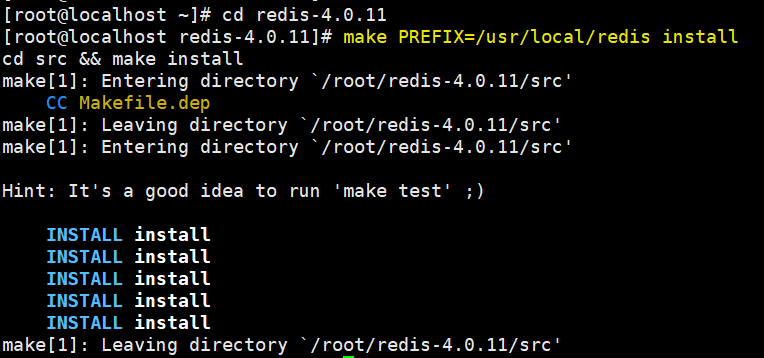 [root@localhost ~]# cd redis-4.0.11
[root@localhost redis-4.0.11]# make PREFIX=/usr/local/redis install
cd src && make install
make[1]: Entering directory `/root/redis-4.0.11/src'
    CC Makefile.dep
make[1]: Leaving directory `/root/redis-4.0.11/src'
make[1]: Entering directory `/root/redis-4.0.11/src'
Hint: It's a good idea to run 'make test' ;)
    INSTALL install
    INSTALL install
    INSTALL install
    INSTALL install
    INSTALL install
make[1]: Leaving directory `/root/redis-4.0.11/src'